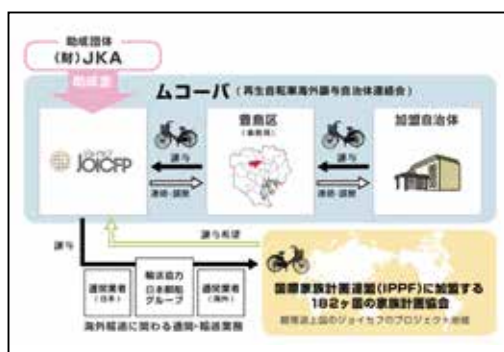 助成団体
(財)JKA
助成金
ムコーバ(再生自転車海外譲与自治体連絡会)
ジョイセフ
JOICFP
豊島区
(事務局)
加盟自治体
譲与
譲与
連絡・調整
連絡・調整
譲与
譲与希望
通関業者
(日本)
輸送協力
日本郵船
グループ
通関業者
(海外)
海外輸送に関わる通関・輸送業務
国際家族計画連盟(IPPF)に加盟する
182ヶ国の家族計画協会
開発途上国のジョイセフのプロジェクト地域